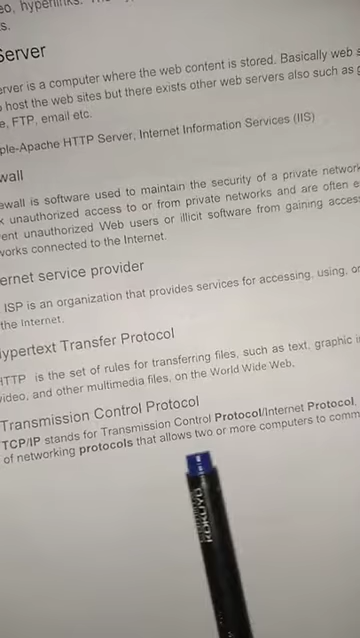 eo, hyperlinks.
ts.
Server
erver is a computer where the web content is stored. Basically web s
o host the web sites but there exists other web servers also such as g
e, FTP, email etc.
ple-Apache HTTP Server, Internet Information Services (IIS)
wall
ewall is software used to maintain the security of a private network
k unauthorized access to or from private networks and are often e
ent unauthorized Web users or illicit software from gaining access
works connected to the Internet.
ernet service provider
ISP is an organization that provides services for accessing, using, or
the Internet.
Hypertext Transfer Protocol
HTTP is the set of rules for transferring files, such as text, graphic i
video, and other multimedia files, on the World Wide Web.
Transmission Control Protocol
TCP/IP stands for Transmission Control Protocol/Internet Protocol,
of networking protocols that allows two or more computers to comm
KOKUYO